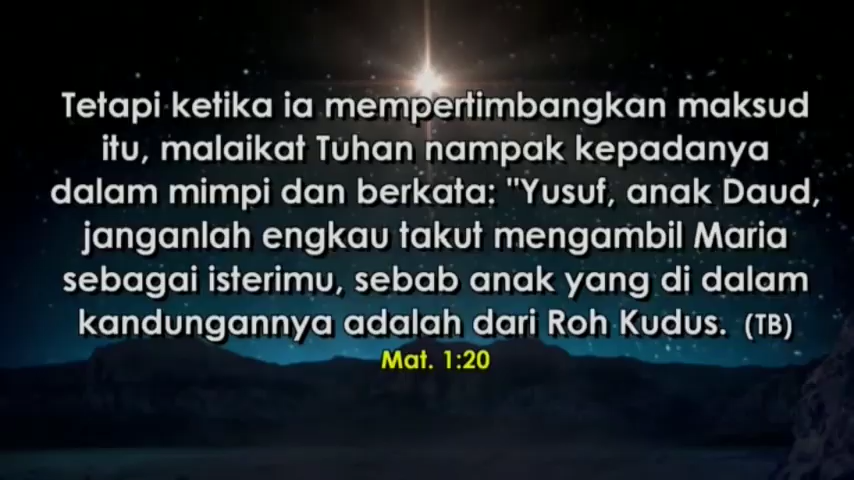 Tetapi ketika ia mempertimbangkan maksud
itu, malaikat Tuhan nampak kepadanya
dalam mimpi dan berkata: "Yusuf, anak Daud,
janganlah engkau takut mengambil Maria
sebagai isterimu, sebab anak yang di dalam
kandungannya adalah dari Roh Kudus. (TB)
Mat. 1:20